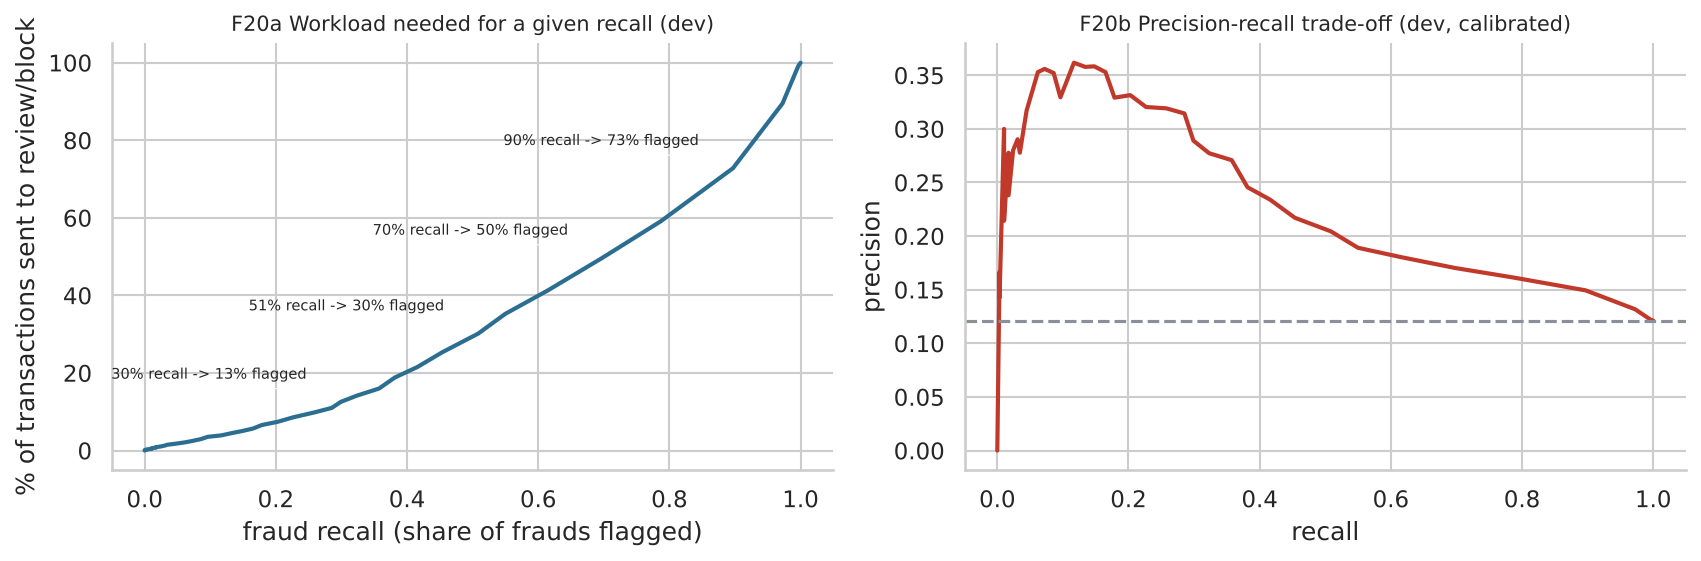 F20a Workload needed for a given recall (dev)
% of transactions sent to review/block
100
80
60
40
20
0
90% recall -> 73% flagged
70% recall -> 50% flagged
51% recall -> 30% flagged
30% recall -> 13% flagged
0.0 0.2 0.4 0.6 0.8 1.0
fraud recall (share of frauds flagged)
F20b Precision-recall trade-off (dev, calibrated)
precision
0.35
0.30
0.25
0.20
0.15
0.10
0.05
0.00
0.0 0.2 0.4 0.6 0.8 1.0
recall